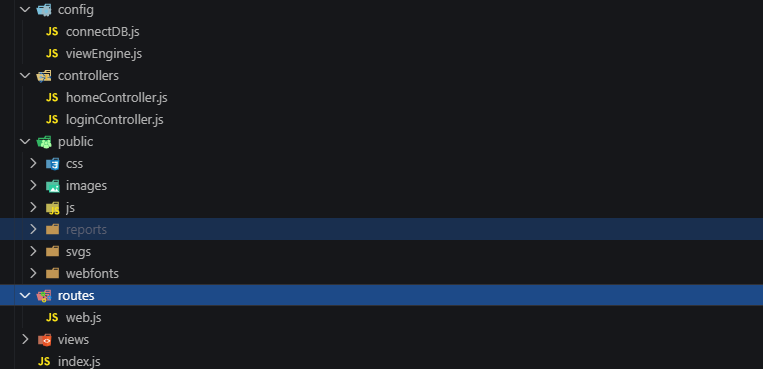 config
JS connectDB.js
JS viewEngine.js
controllers
JS homeController.js
JS loginController.js
public
css
images
js
reports
svgs
webfonts
routes
JS web.js
views
JS index.js